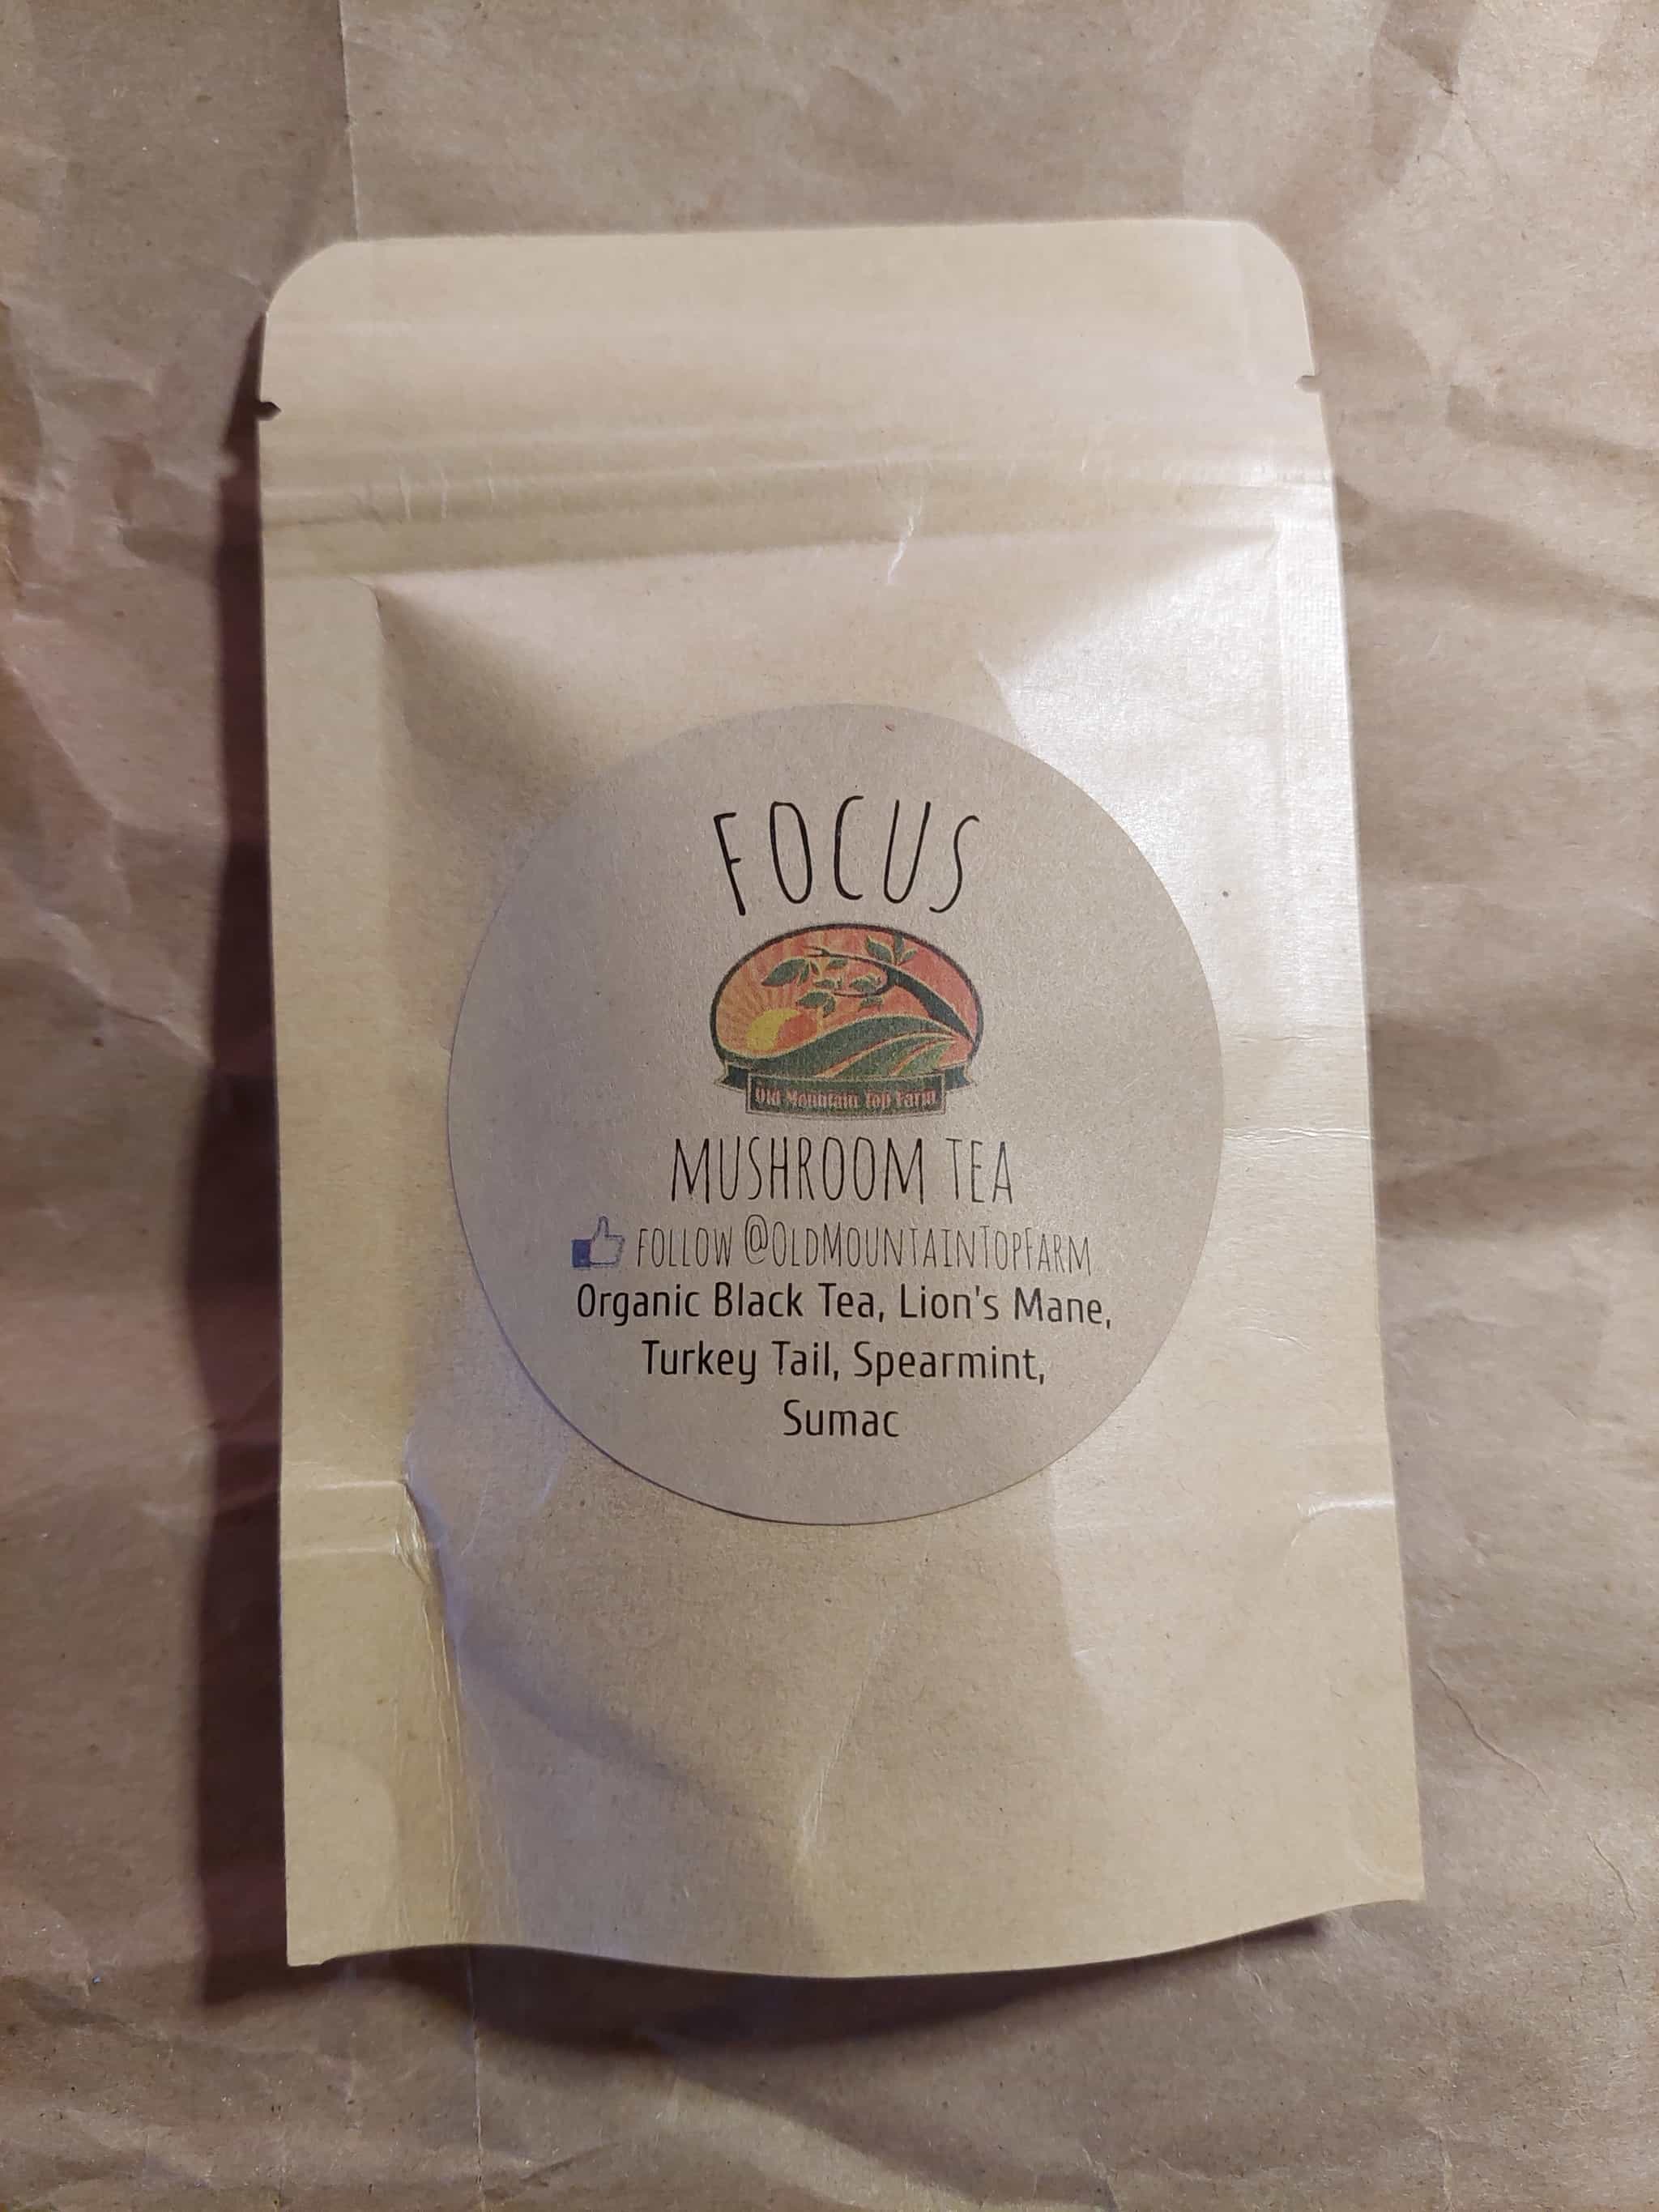 FOCUS
Old Mountain Top Farm
MUSHROOM TEA
FOLLOW @OLDMOUNTAINTOPFARM
Organic Black Tea, Lion's Mane,
Turkey Tail, Spearmint,
Sumac